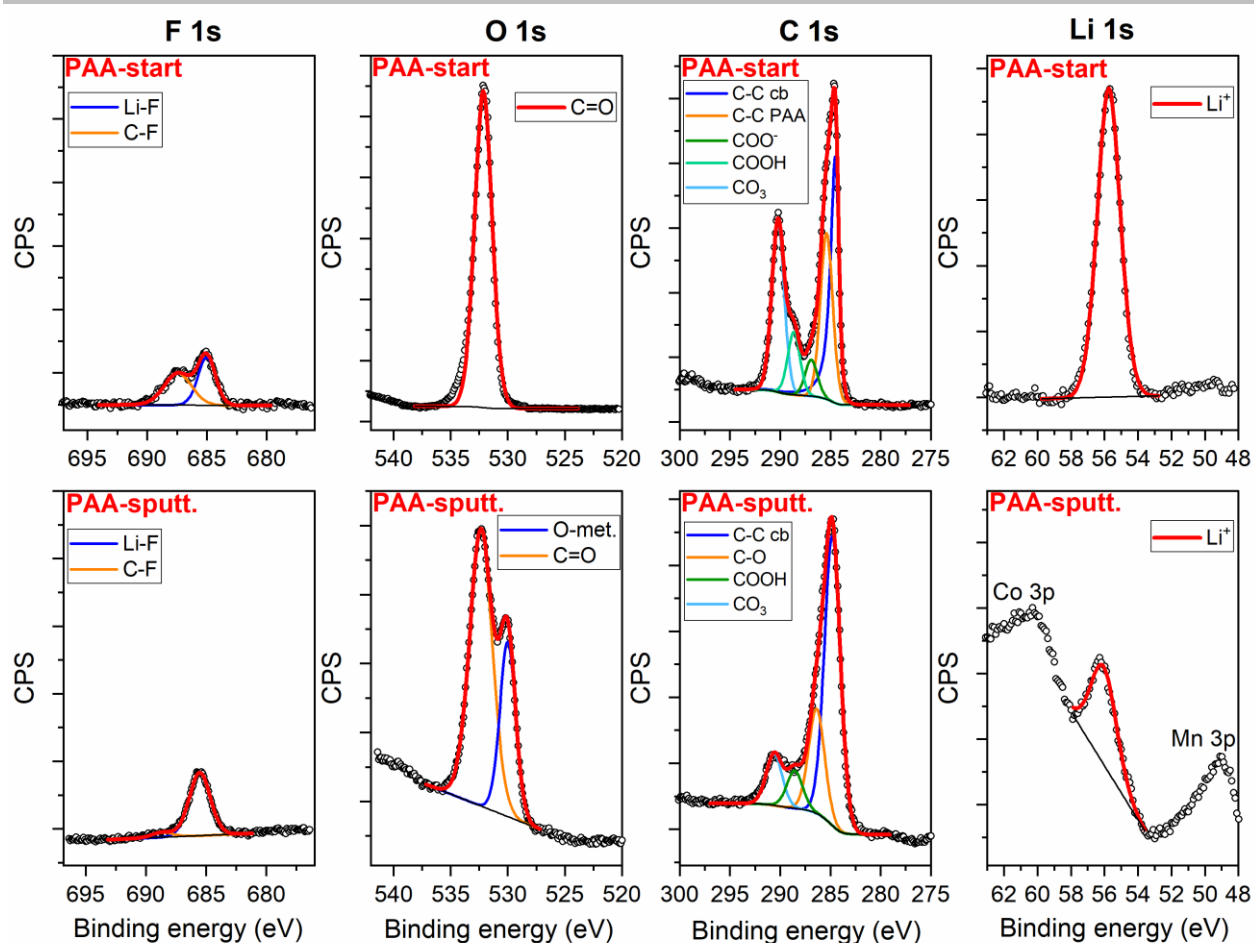 F 1s
O 1s
C 1s
Li 1s
PAA-start
Li-F
C-F
CPS
695 690 685 680
PAA-start
C=O
CPS
540 535 530 525 520
PAA-start
C-C cb
C-C PAA
COO⁻
COOH
CO₃
CPS
300 295 290 285 280 275
PAA-start
Li⁺
CPS
62 60 58 56 54 52 50 48
PAA-sputt.
Li-F
C-F
CPS
695 690 685 680
Binding energy (eV)
PAA-sputt.
O-met.
C=O
CPS
540 535 530 525 520
Binding energy (eV)
PAA-sputt.
C-C cb
C-O
COOH
CO₃
CPS
300 295 290 285 280 275
Binding energy (eV)
PAA-sputt.
Li⁺
Co 3p
Mn 3p
CPS
62 60 58 56 54 52 50 48
Binding energy (eV)